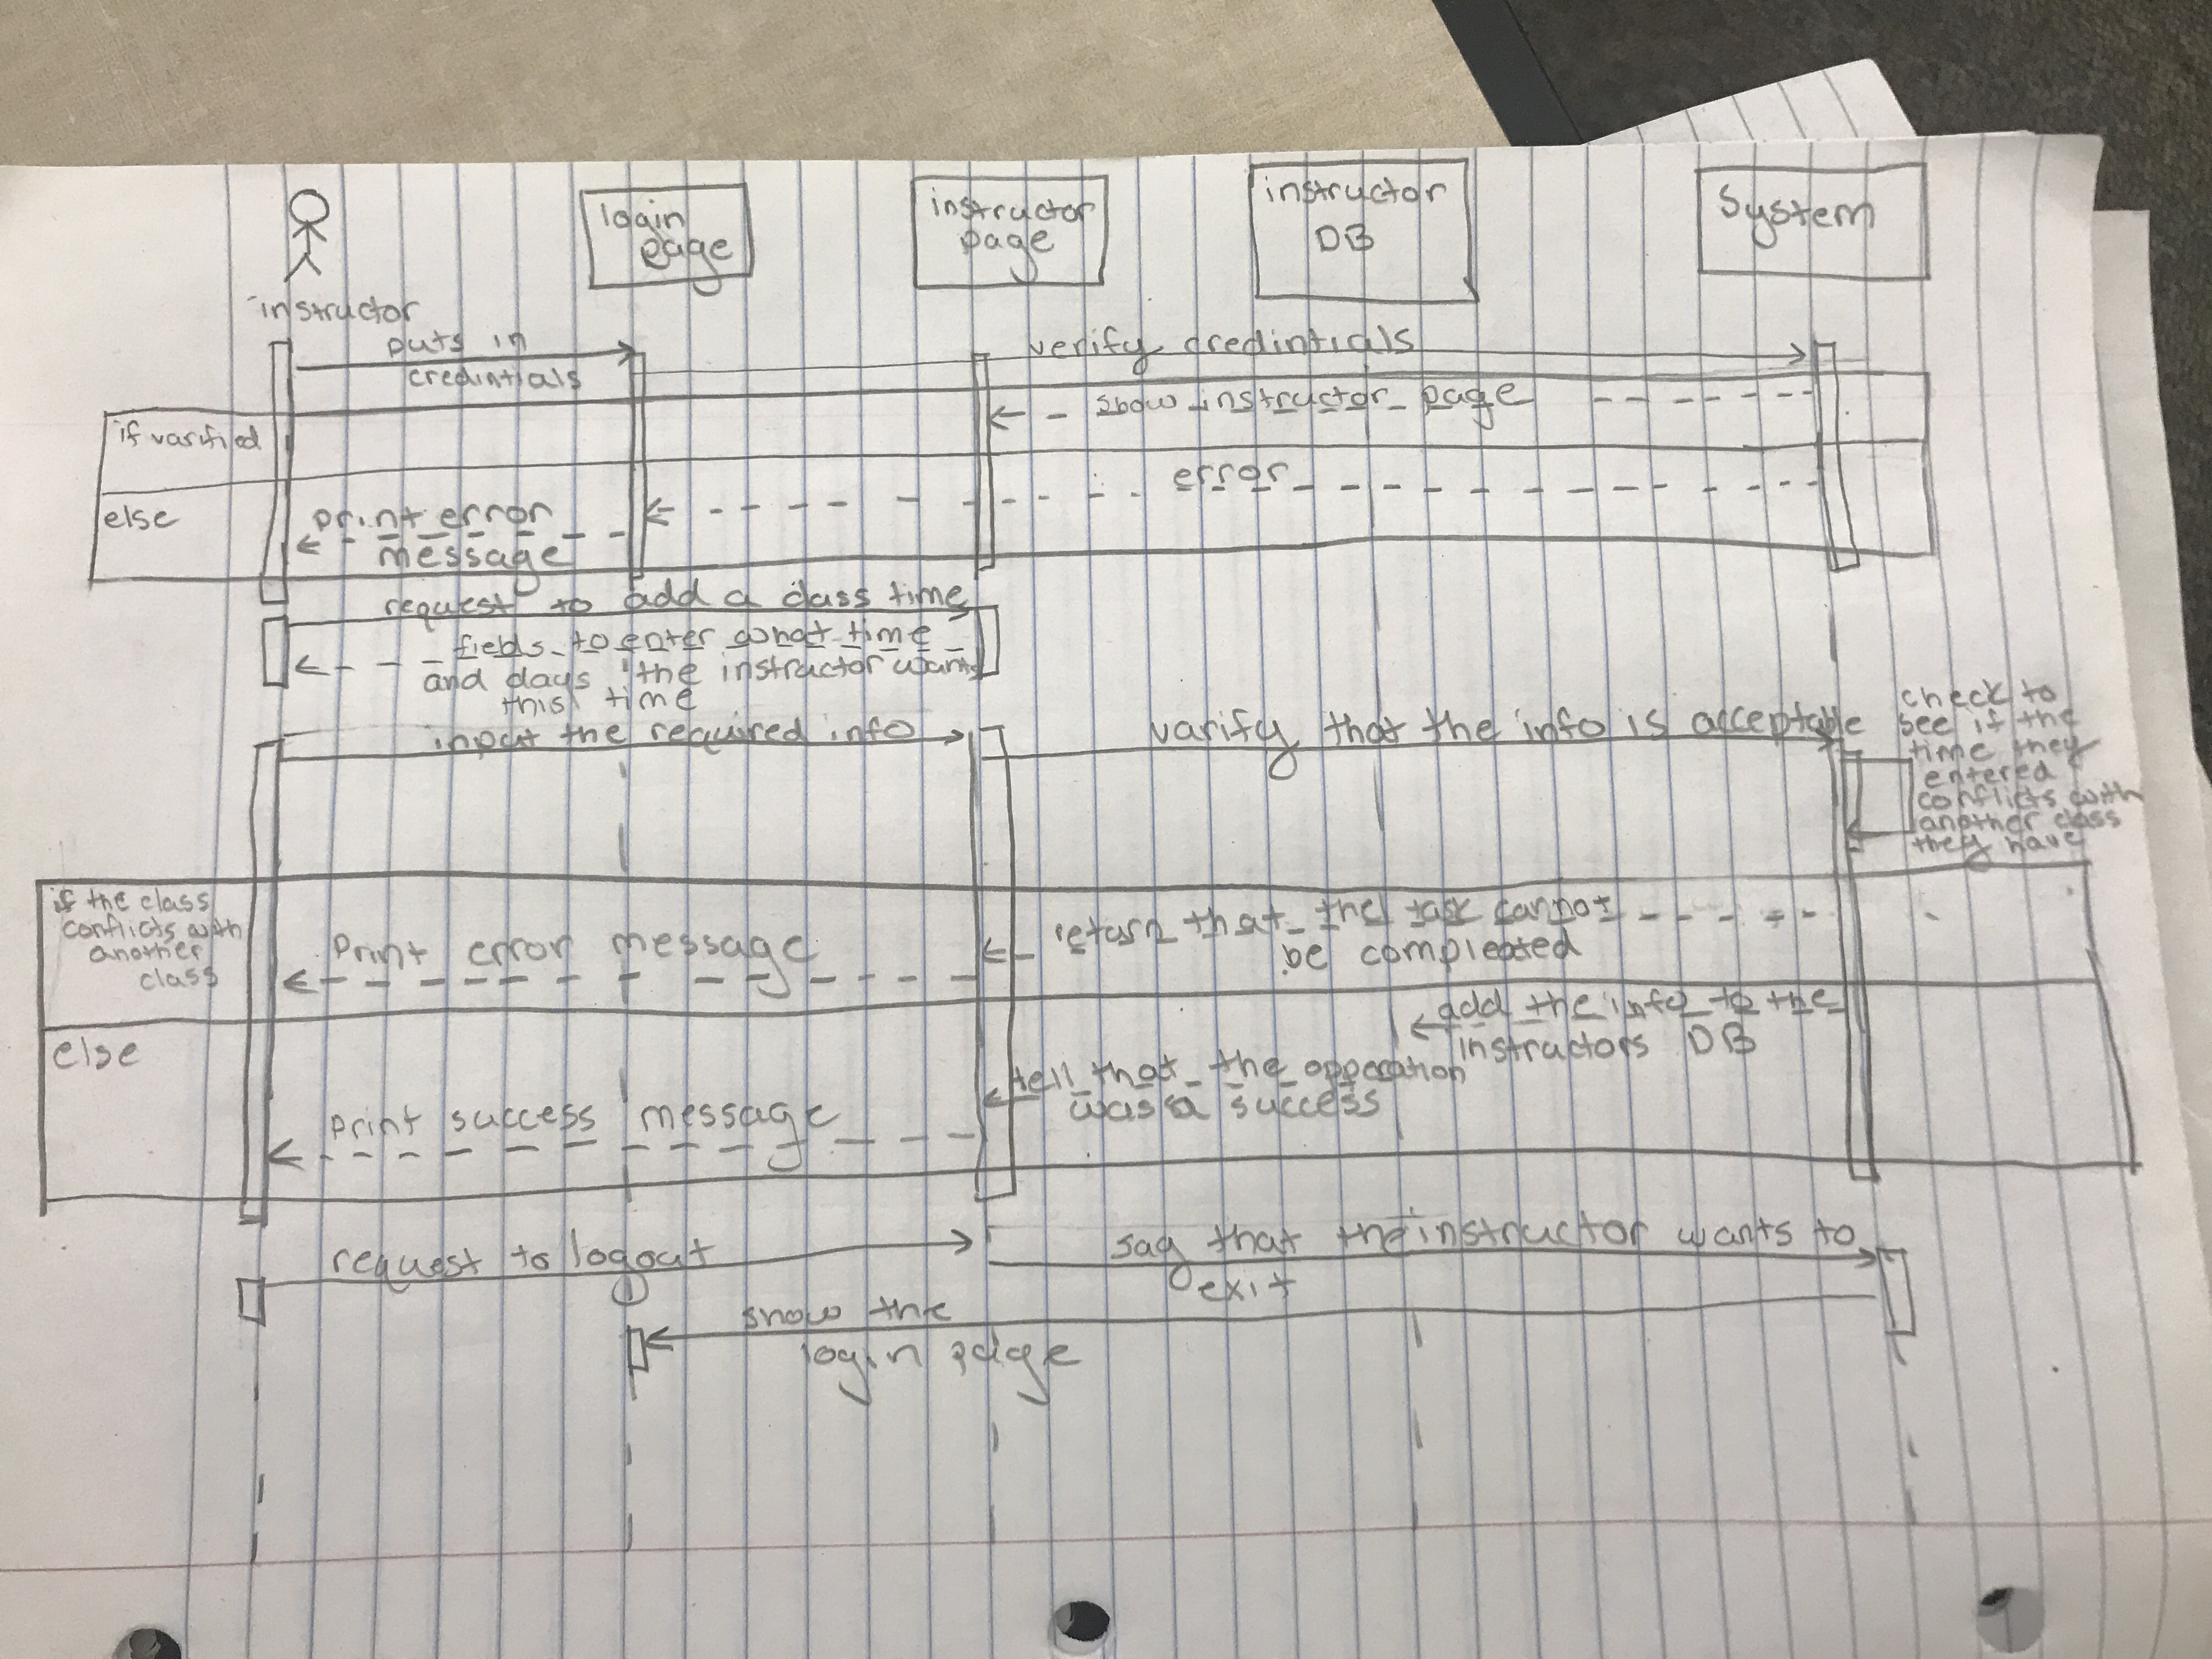 login
page
instructor
page
instructor
DB
System
instructor
puts in
credintials
verify credintials
if varified
show instructor page
else
error
print error
message
request to add a class time
fields to enter what time
and days the instructor wants
this time
input the required info
varify that the info is acceptable
check to
see if the
time they
entered
conflicts with
another class
they have
if the class
conflicts with
another
class
return that the task cannot
be compleated
Print error message
else
add the info to the
instructors DB
tell that the opperation
was a success
Print success message
request to logout
say that the instructor wants to
exit
show the
login page